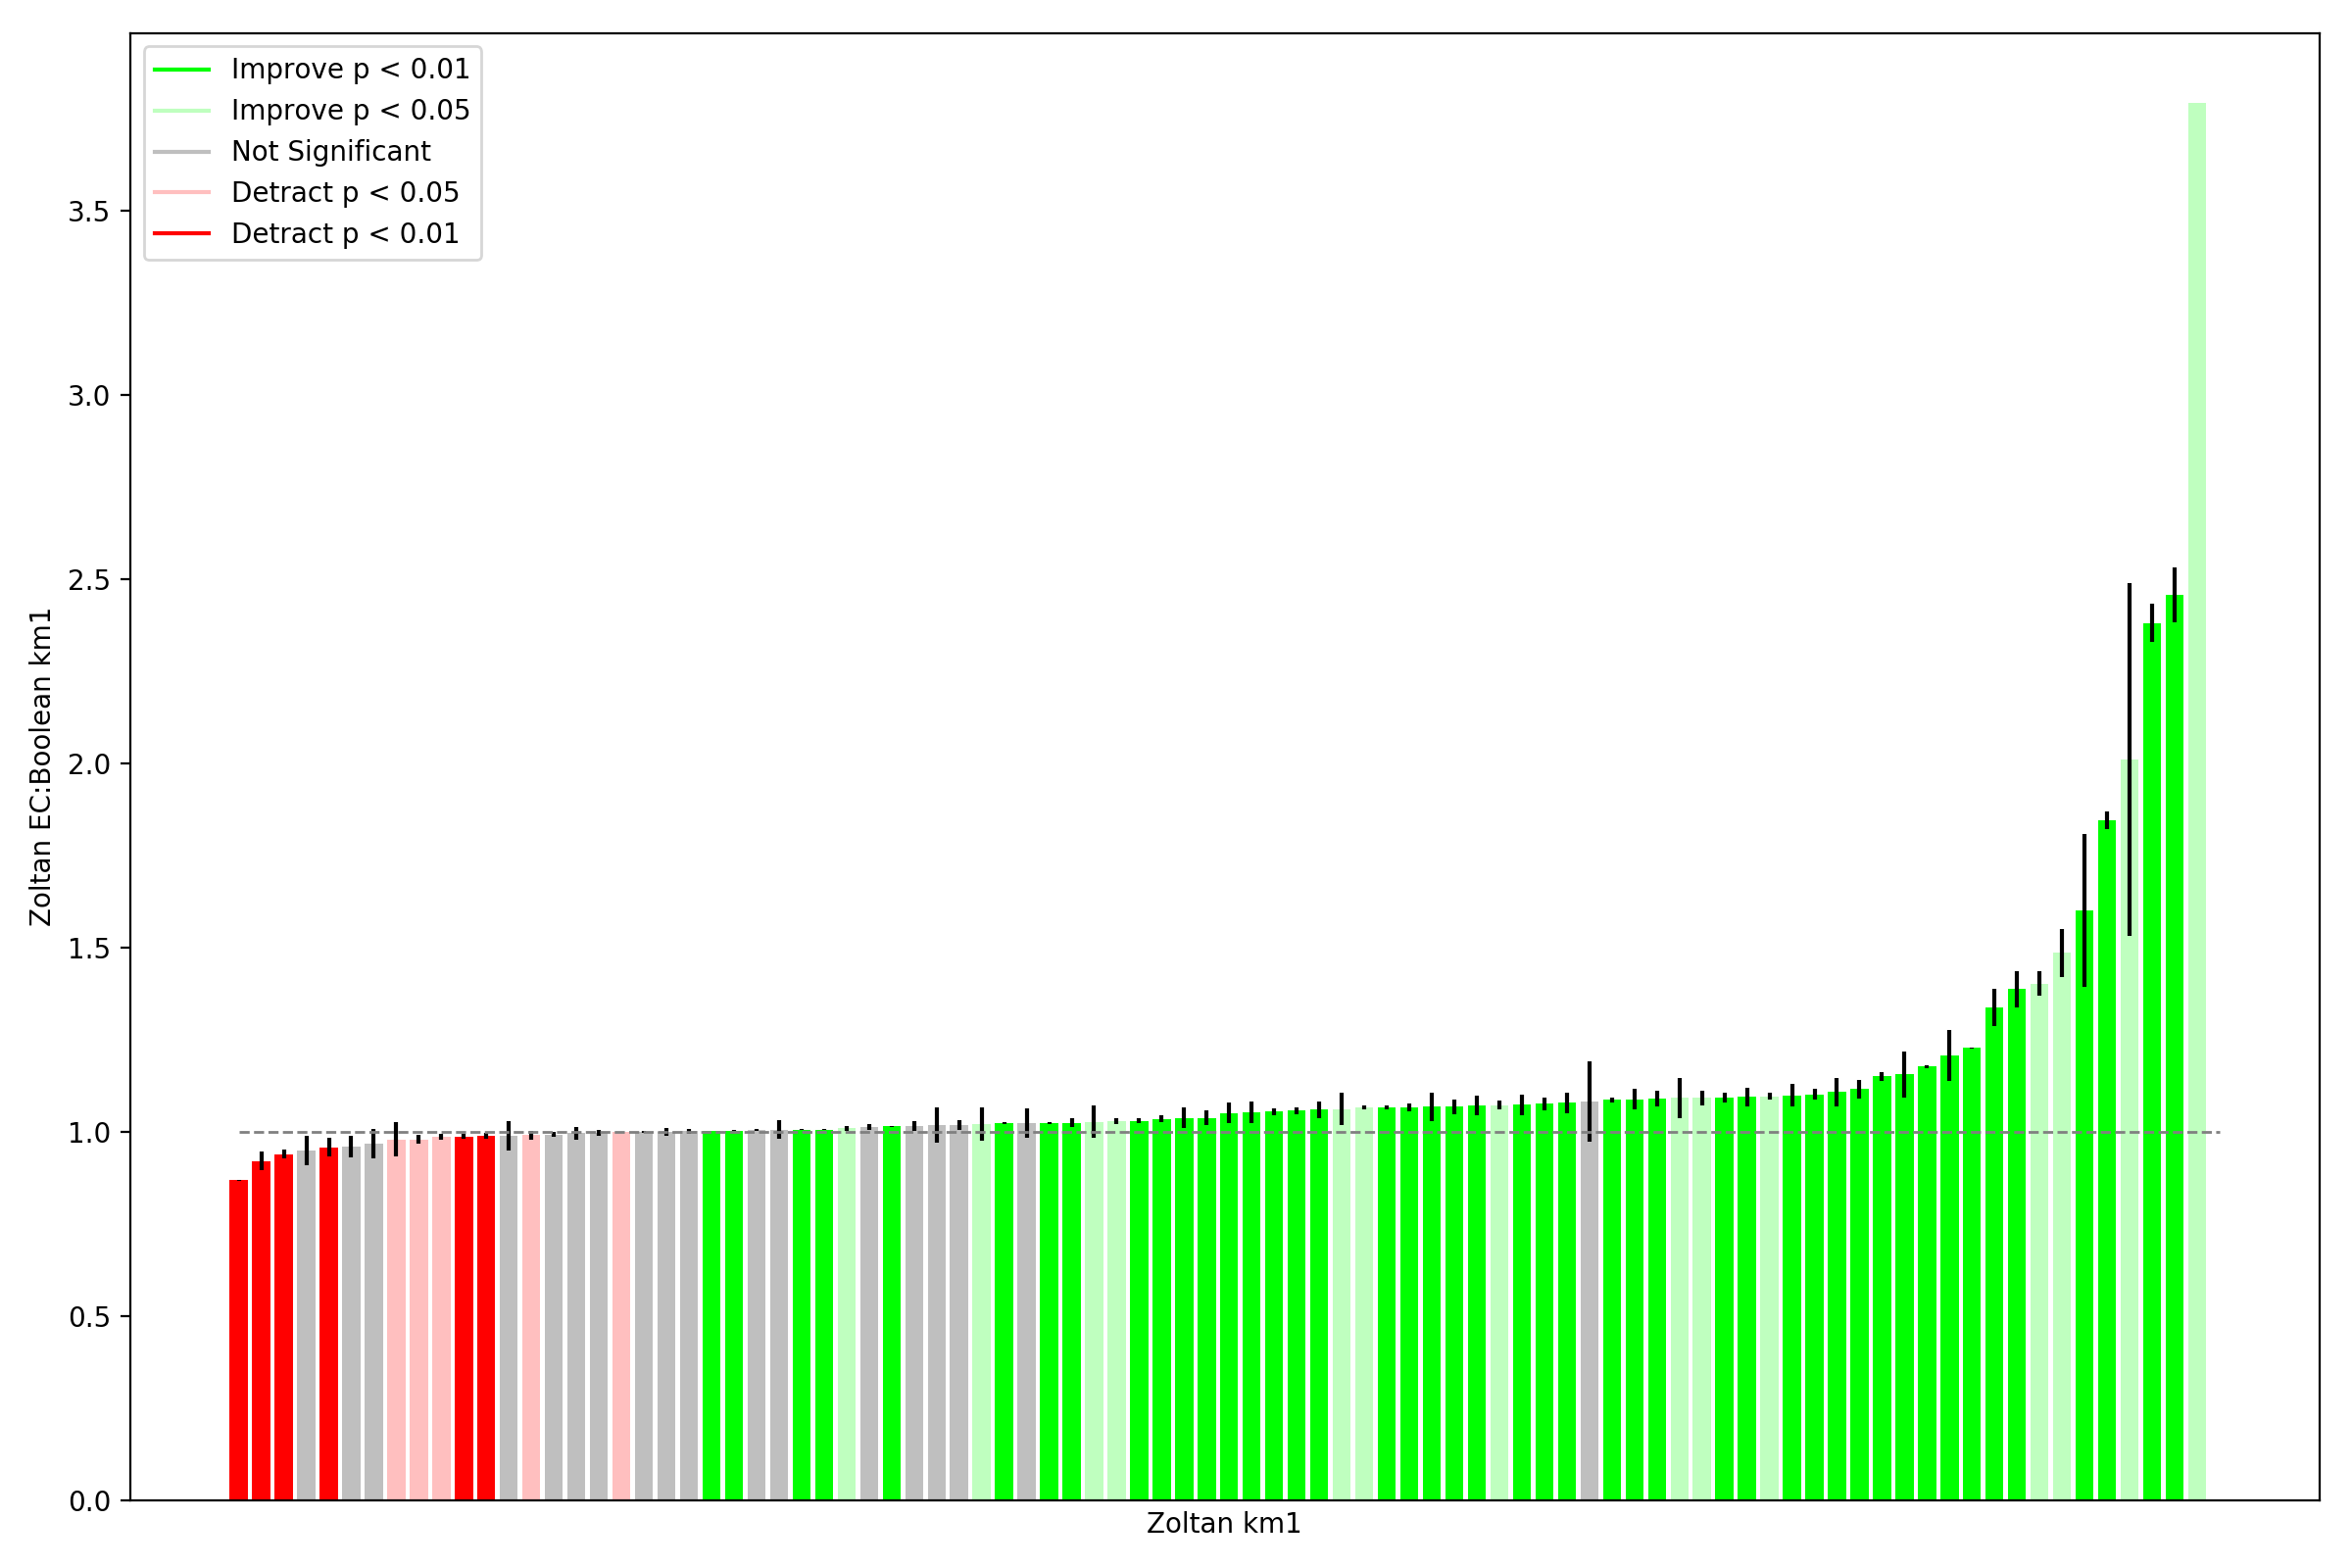 Improve p < 0.01
Improve p < 0.05
Not Significant
Detract p < 0.05
Detract p < 0.01
3.5
3.0
2.5
2.0
1.5
1.0
0.5
0.0
Zoltan EC:Boolean km1
Zoltan km1